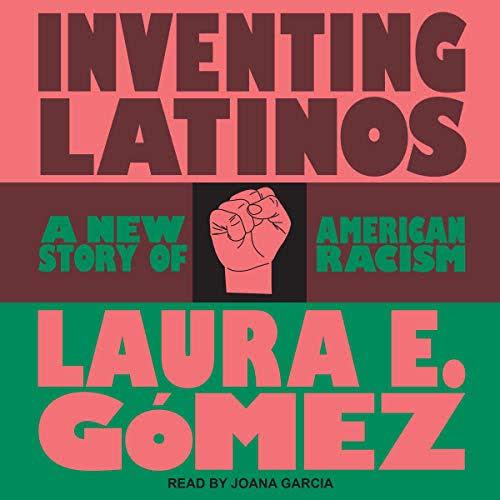 INVENTING
LATINOS
A NEW
STORY OF
AMERICAN
RACISM
LAURA E.
GÓMEZ
READ BY JOANA GARCIA